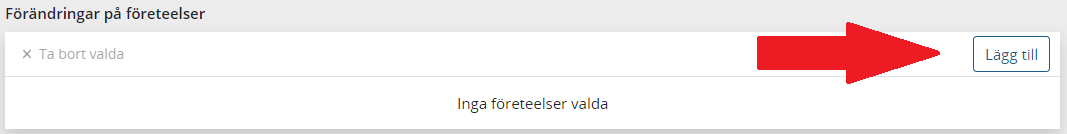 Förändringar på företeelser
× Ta bort valda
Lägg till
Inga företeelser valda